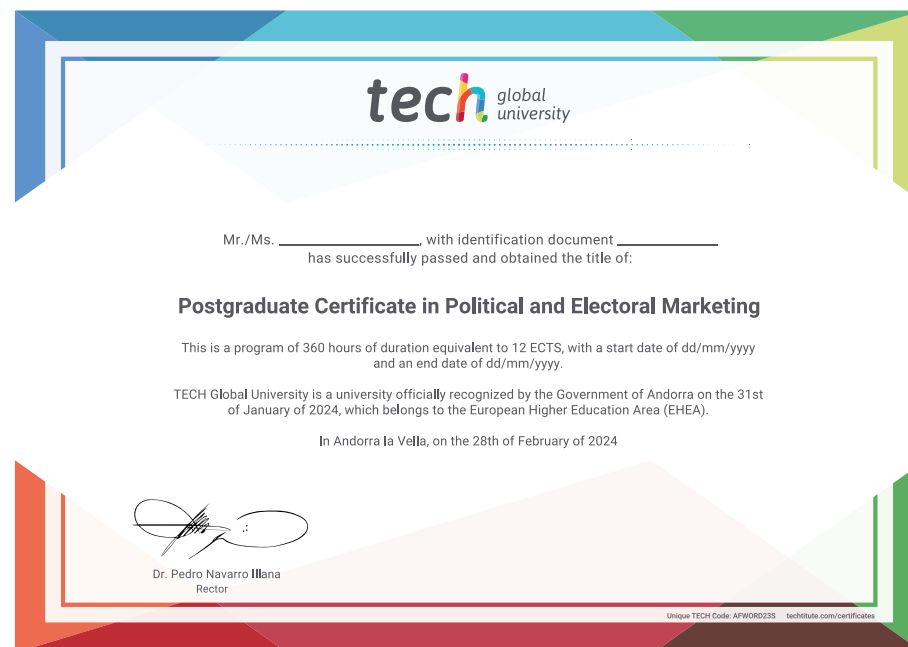 tech global university
Mr./Ms. ____________________, with identification document ______________
has successfully passed and obtained the title of:
Postgraduate Certificate in Political and Electoral Marketing
This is a program of 360 hours of duration equivalent to 12 ECTS, with a start date of dd/mm/yyyy
and an end date of dd/mm/yyyy.
TECH Global University is a university officially recognized by the Government of Andorra on the 31st
of January of 2024, which belongs to the European Higher Education Area (EHEA).
In Andorra la Vella, on the 28th of February of 2024
Dr. Pedro Navarro Illana
Rector
Unique TECH Code: AFWORD23S techtitute.com/certificates